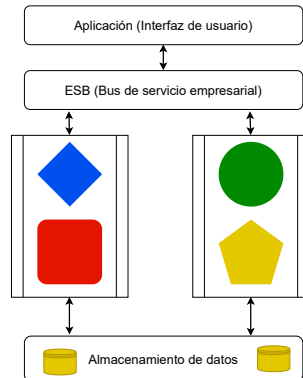 Aplicación (Interfaz de usuario)
ESB (Bus de servicio empresarial)
Almacenamiento de datos